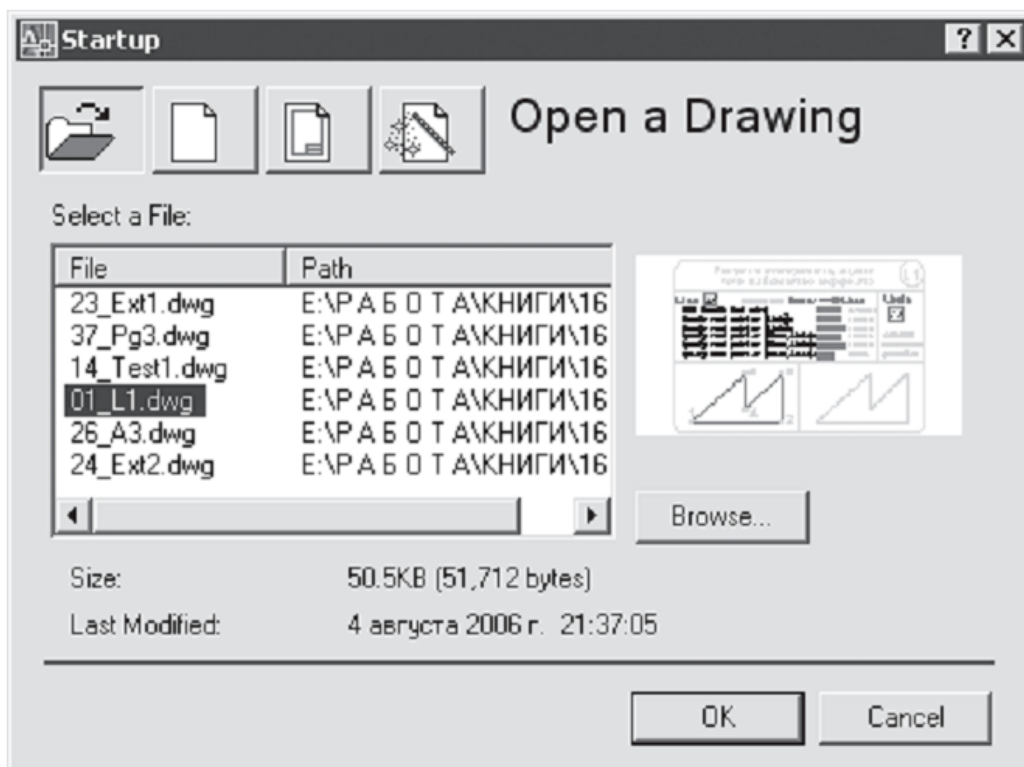 Startup
Open a Drawing
Select a File:
File Path
23_Ext1.dwg E:\Р А Б О Т А\КНИГИ\16
37_Pg3.dwg E:\Р А Б О Т А\КНИГИ\16
14_Test1.dwg E:\Р А Б О Т А\КНИГИ\16
01_L1.dwg E:\Р А Б О Т А\КНИГИ\16
26_A3.dwg E:\Р А Б О Т А\КНИГИ\16
24_Ext2.dwg E:\Р А Б О Т А\КНИГИ\16
Browse...
Size: 50.5KB (51,712 bytes)
Last Modified: 4 августа 2006 г. 21:37:05
OK Cancel